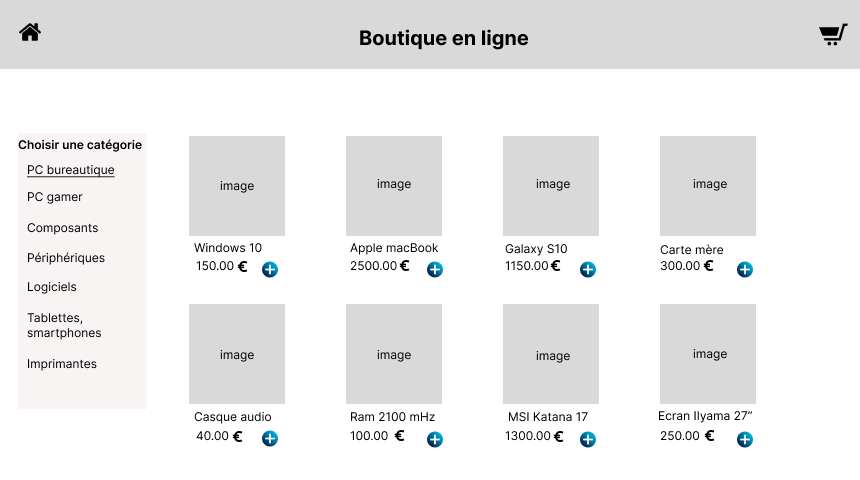 Boutique en ligne
Choisir une catégorie
PC bureautique
PC gamer
Composants
Périphériques
Logiciels
Tablettes,
smartphones
Imprimantes
image
image
image
image
Windows 10
Apple macBook
Galaxy S10
Carte mère
150.00 €
2500.00 €
1150.00 €
300.00 €
image
image
image
image
Casque audio
Ram 2100 mHz
MSI Katana 17
Ecran IIyama 27”
40.00 €
100.00 €
1300.00 €
250.00 €